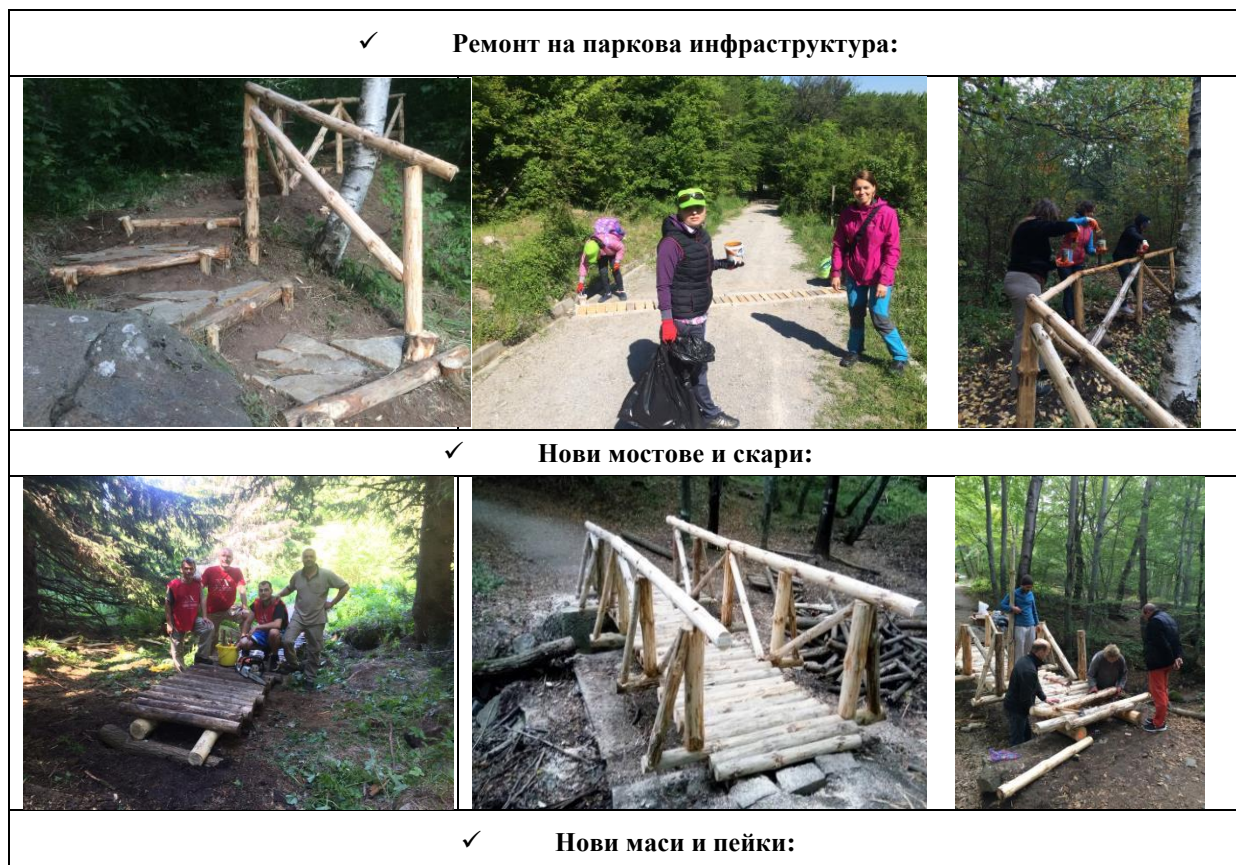 ✓ Ремонт на паркова инфраструктура:
✓ Нови мостове и скари:
✓ Нови маси и пейки: